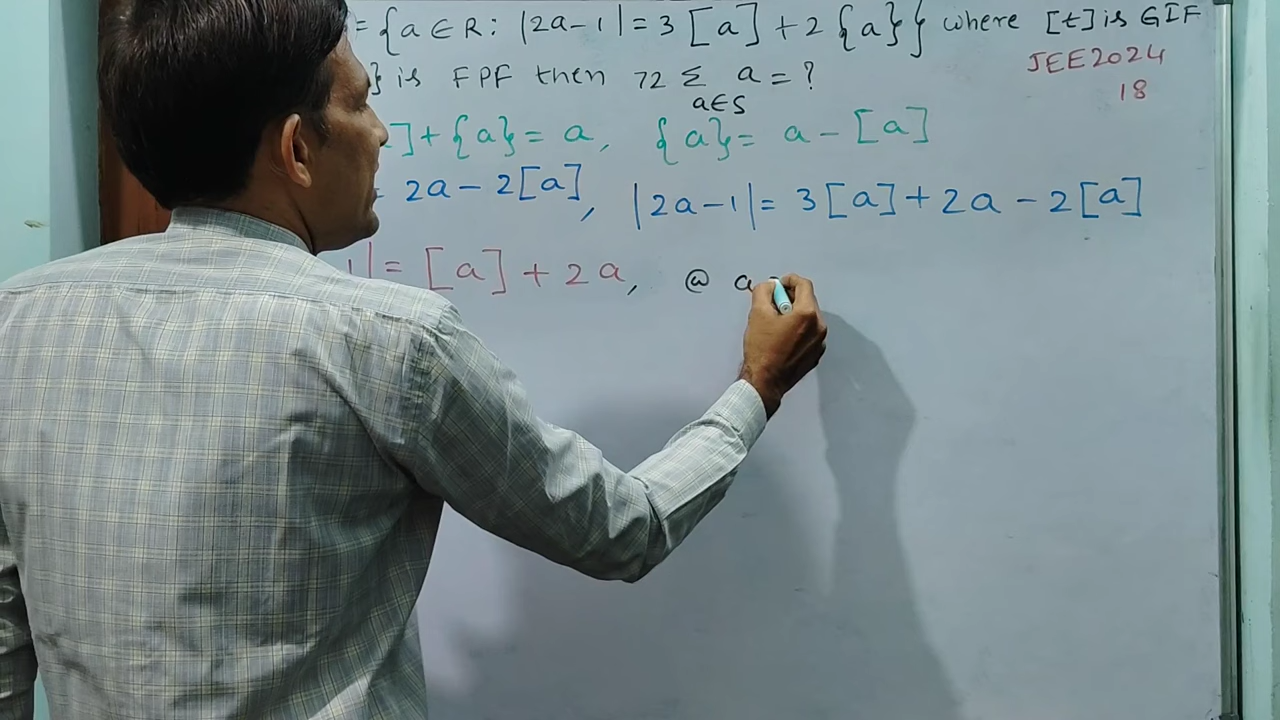 = {a ∈ R : |2a-1| = 3[a] + 2{a}} where [t] is GIF
} is FPF then 72 Σ a = ?
a∈S
JEE2024
18
] + {a} = a, {a} = a - [a]
= 2a - 2[a], |2a-1| = 3[a] + 2a - 2[a]
1| = [a] + 2a, @ a